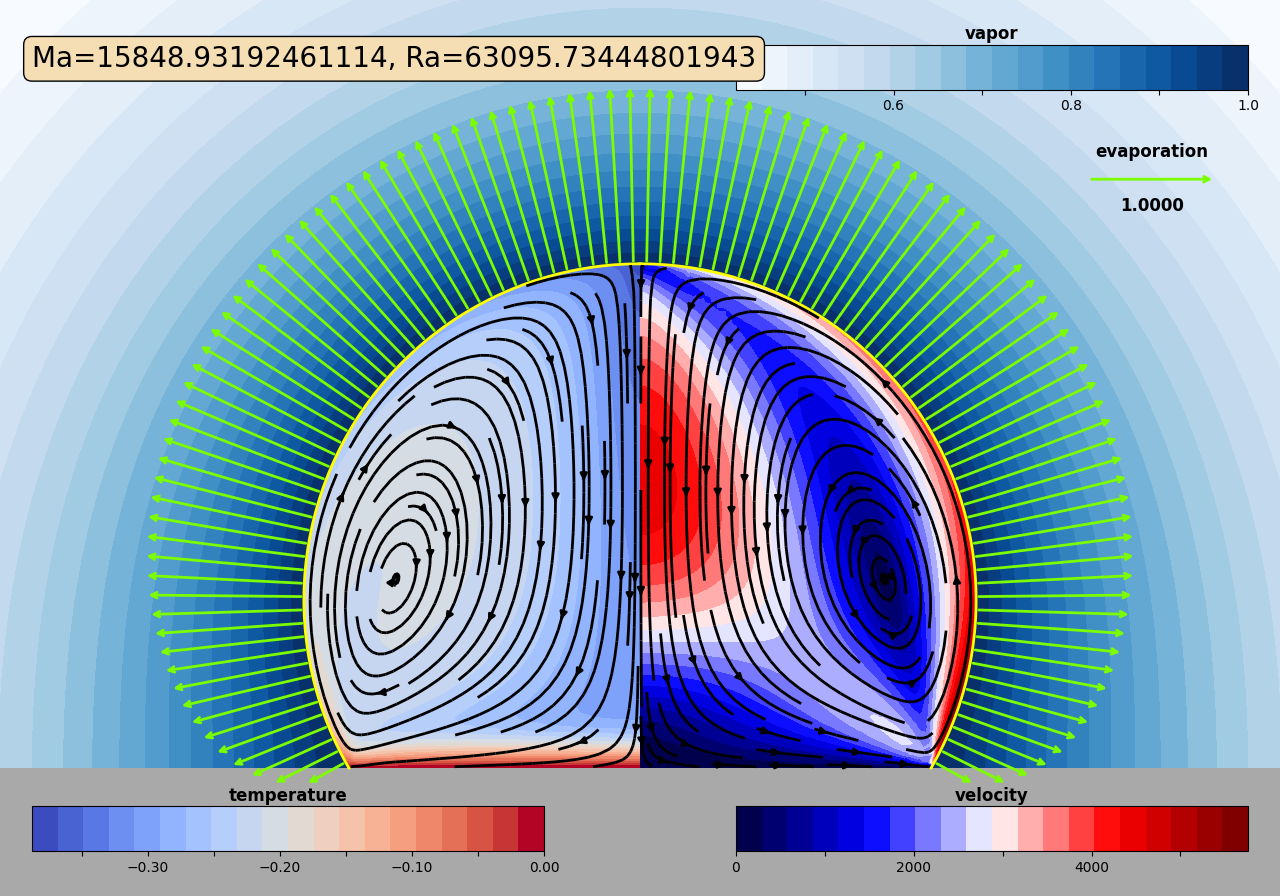 Ma=15848.93192461114, Ra=63095.73444801943
vapor
0.6 0.8 1.0
evaporation
1.0000
temperature
−0.30 −0.20 −0.10 0.00
velocity
0 2000 4000